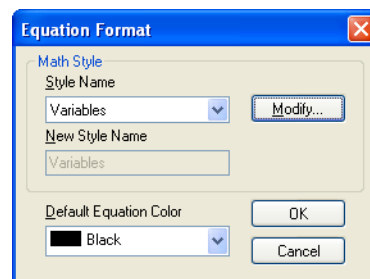 Equation Format
Math Style
Style Name
Variables
Modify...
New Style Name
Variables
Default Equation Color
Black
OK
Cancel